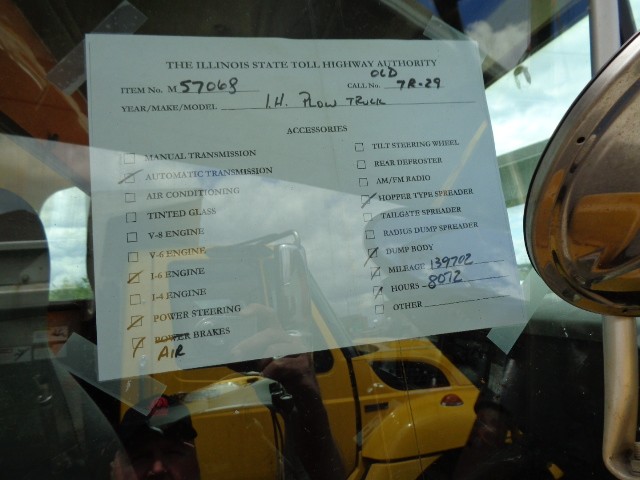 THE ILLINOIS STATE TOLL HIGHWAY AUTHORITY
OLD
ITEM No. M 57068 CALL No. 7R-29
YEAR/MAKE/MODEL I.H. PLOW TRUCK
ACCESSORIES
MANUAL TRANSMISSION
AUTOMATIC TRANSMISSION
AIR CONDITIONING
TINTED GLASS
V-8 ENGINE
V-6 ENGINE
I-6 ENGINE
I-4 ENGINE
POWER STEERING
POWER BRAKES
AIR
TILT STEERING WHEEL
REAR DEFROSTER
AM/FM RADIO
HOPPER TYPE SPREADER
TAILGATE SPREADER
RADIUS DUMP SPREADER
DUMP BODY
MILEAGE 139702
HOURS 8072
OTHER